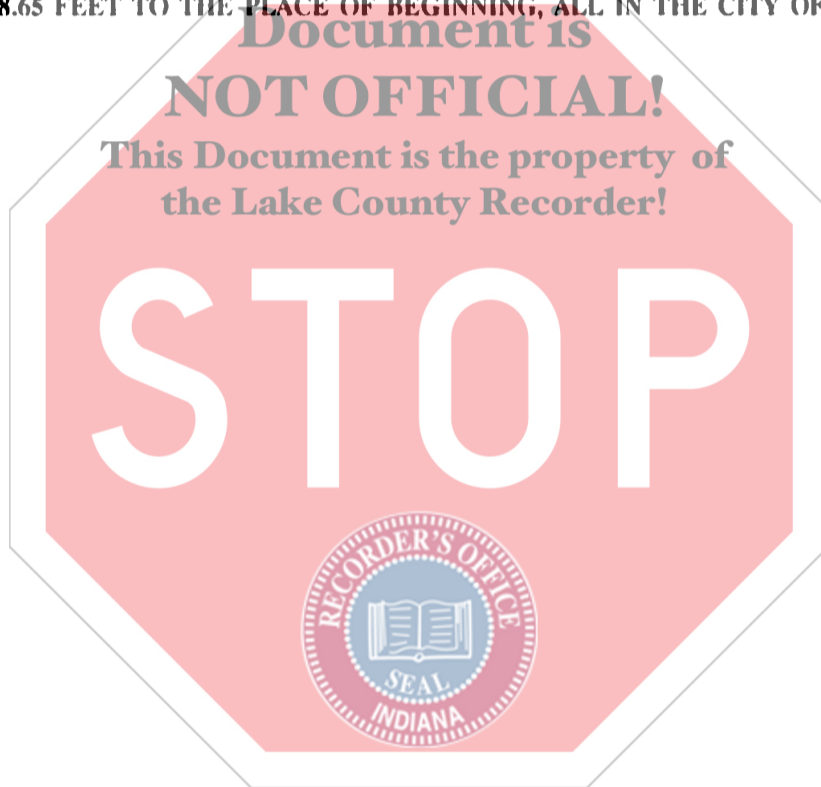 8.65 FEET TO THE PLACE OF BEGINNING, ALL IN THE CITY OF
Document is
NOT OFFICIAL!
This Document is the property of
the Lake County Recorder!
STOP
RECORDER'S OFFICE
SEAL
INDIANA